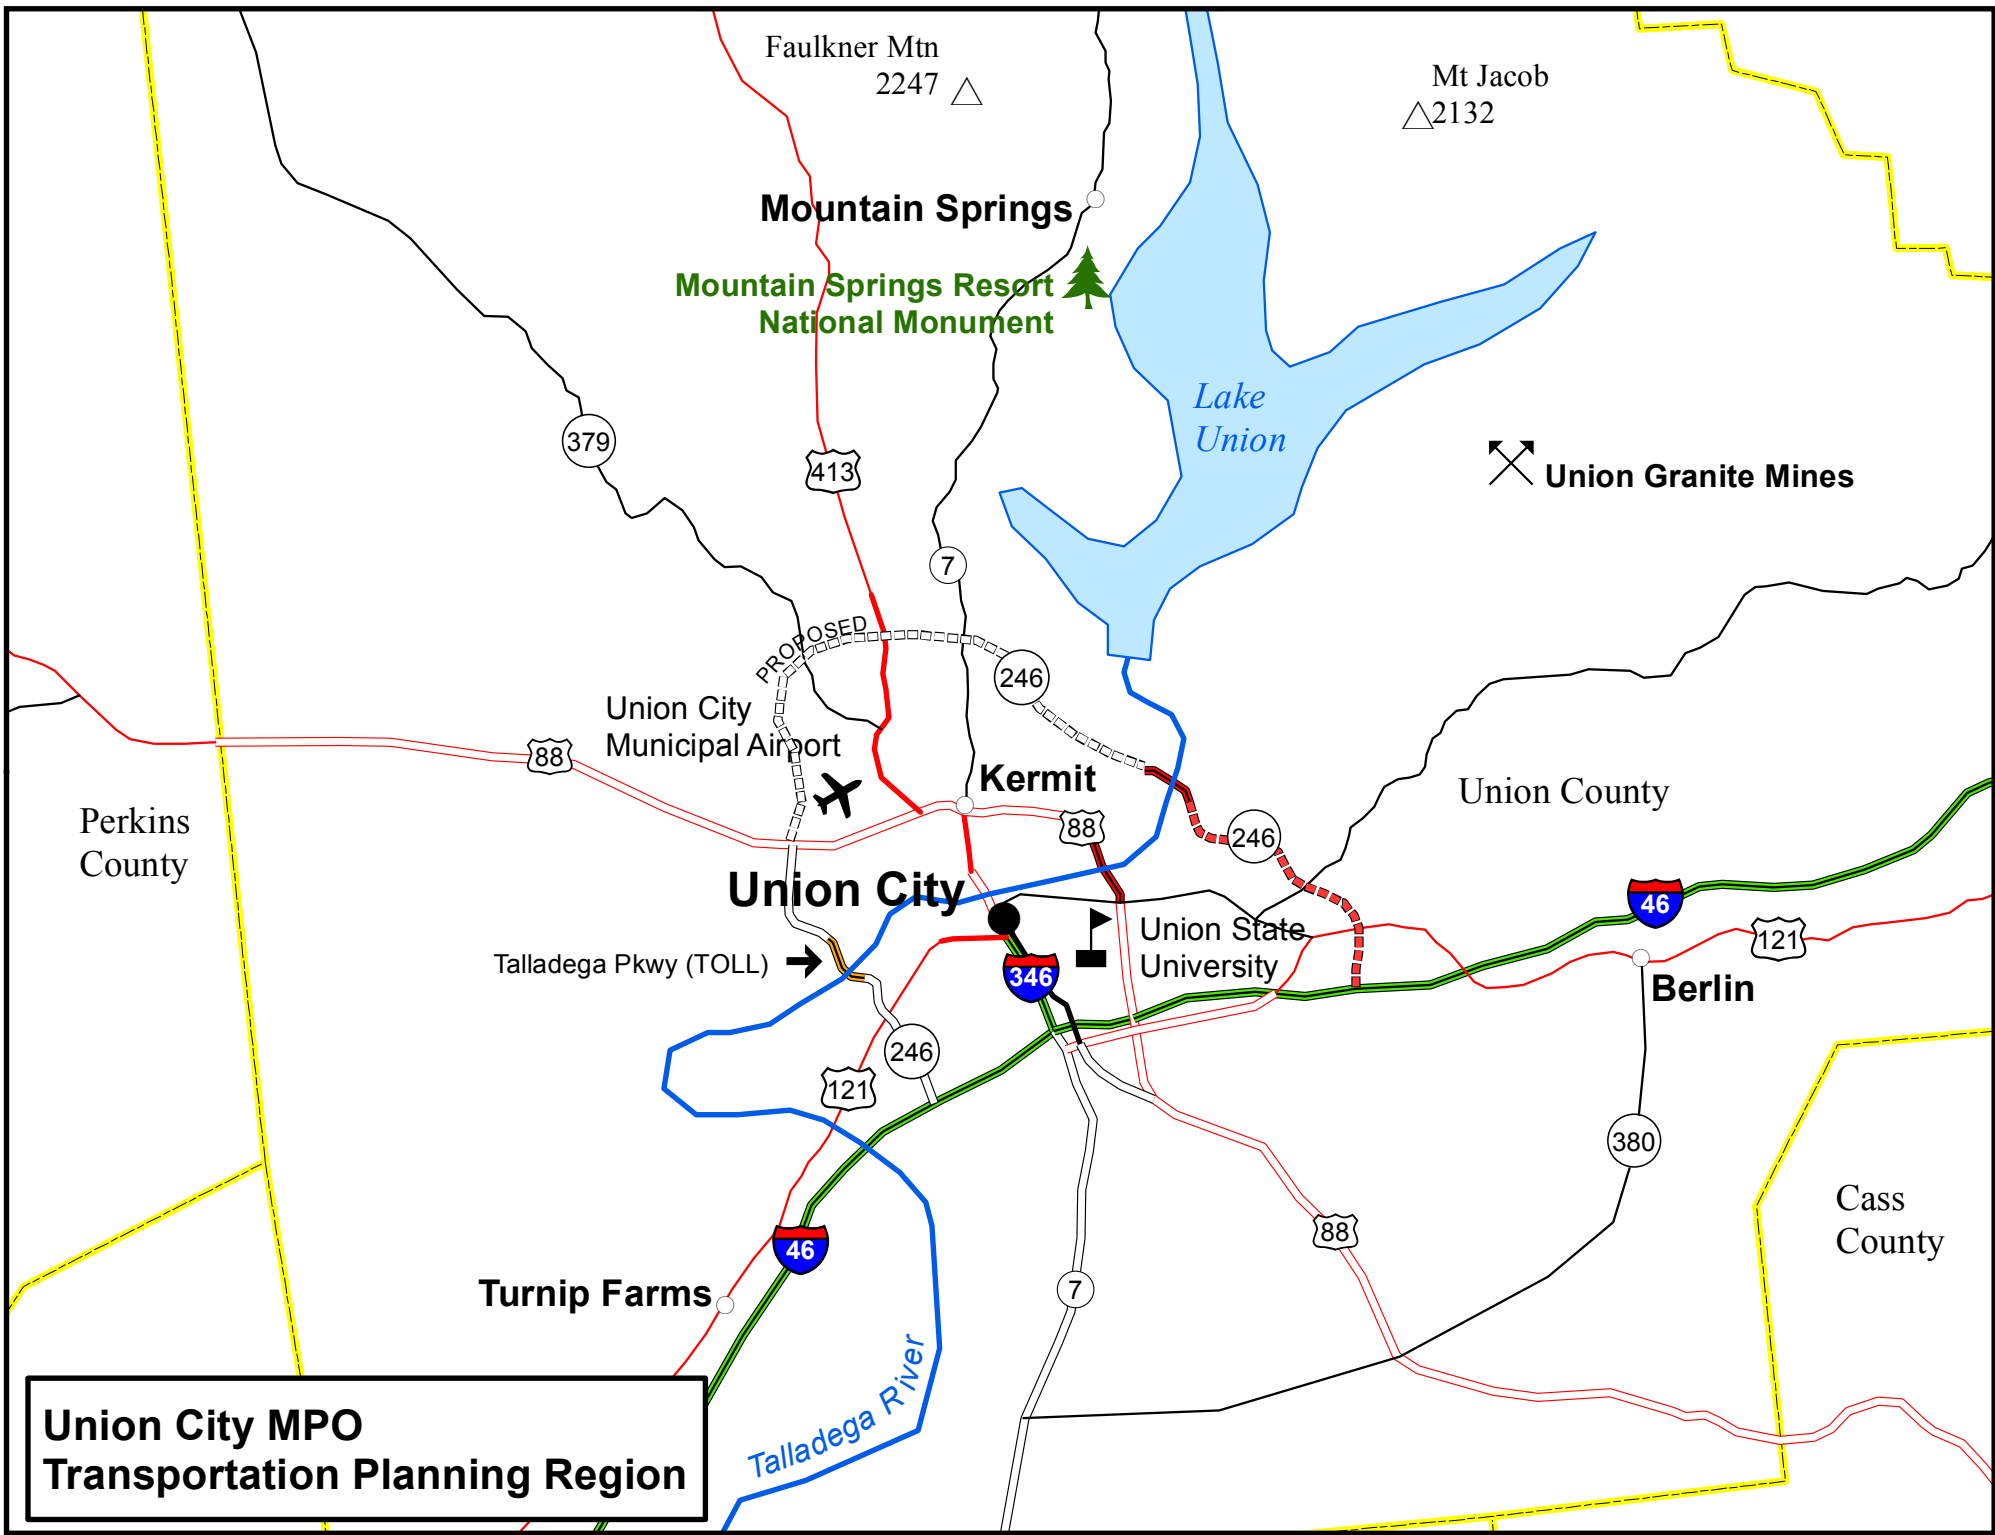 Faulkner Mtn
2247
Mt Jacob
2132
Mountain Springs
Mountain Springs Resort
National Monument
Lake
Union
379
413
Union Granite Mines
7
PROPOSED
246
Union City
Municipal Airport
88
Kermit
Union County
Perkins
County
88
246
Union City
46
Union State
University
121
Talladega Pkwy (TOLL)
346
Berlin
246
121
380
Cass
County
88
46
7
Turnip Farms
Talladega River
Union City MPO
Transportation Planning Region